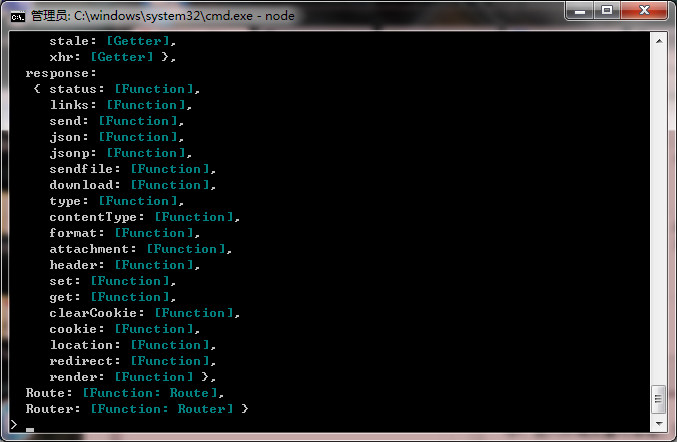 管理员: C:\windows\system32\cmd.exe - node
stale: [Getter],
xhr: [Getter] },
response:
{ status: [Function],
links: [Function],
send: [Function],
json: [Function],
jsonp: [Function],
sendfile: [Function],
download: [Function],
type: [Function],
contentType: [Function],
format: [Function],
attachment: [Function],
header: [Function],
set: [Function],
get: [Function],
clearCookie: [Function],
cookie: [Function],
location: [Function],
redirect: [Function],
render: [Function] },
Route: [Function: Route],
Router: [Function: Router] }
>